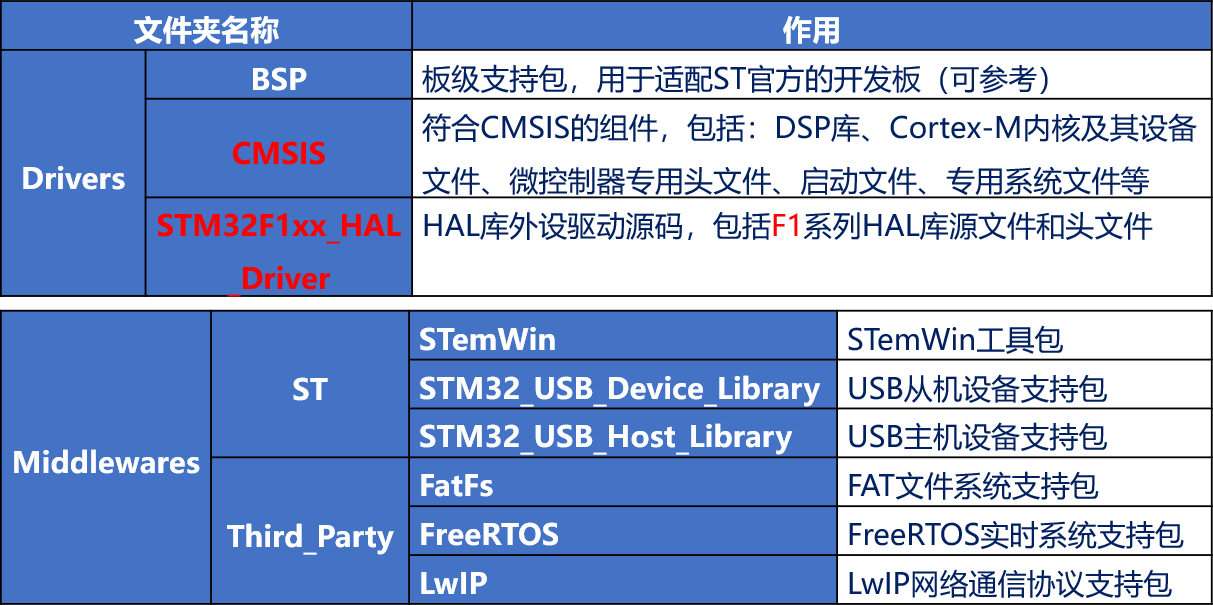 文件夹名称 作用
Drivers
BSP 板级支持包，用于适配ST官方的开发板（可参考）
CMSIS 符合CMSIS的组件，包括：DSP库、Cortex-M内核及其设备
文件、微控制器专用头文件、启动文件、专用系统文件等
STM32F1xx_HAL HAL库外设驱动源码，包括F1系列HAL库源文件和头文件
_Driver
Middlewares
ST
STemWin STemWin工具包
STM32_USB_Device_Library USB从机设备支持包
STM32_USB_Host_Library USB主机设备支持包
Third_Party
FatFs FAT文件系统支持包
FreeRTOS FreeRTOS实时系统支持包
LwIP LwIP网络通信协议支持包